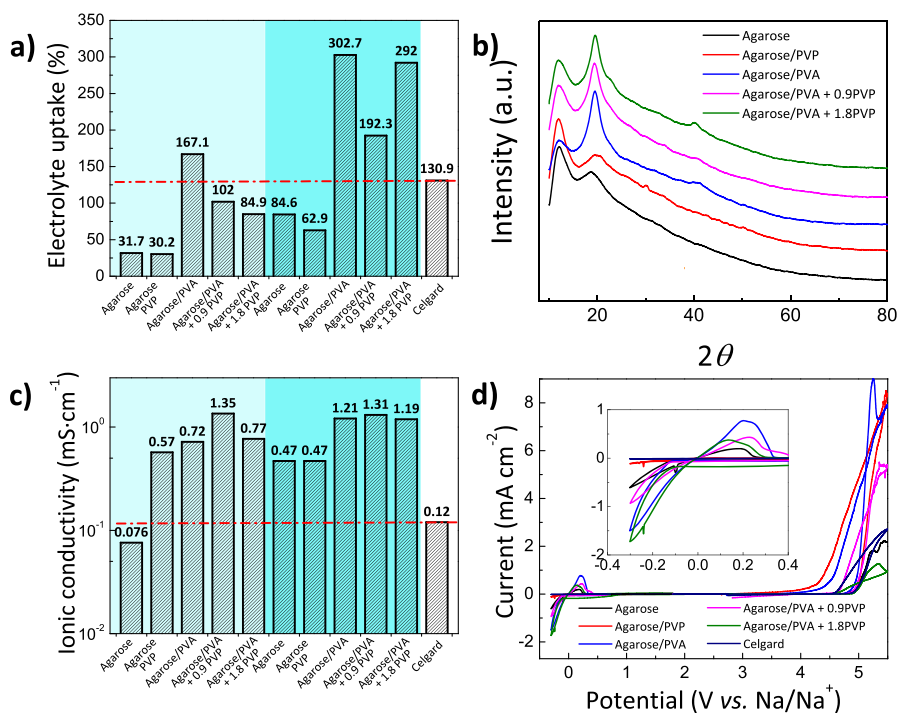 a)
Electrolyte uptake (%)
350
300
250
200
150
100
50
0
31.7
30.2
167.1
102
84.9
84.6
62.9
302.7
192.3
292
130.9
Agarose
Agarose
PVP
Agarose/PVA
Agarose/PVA
+ 0.9 PVP
Agarose/PVA
+ 1.8 PVP
Agarose
Agarose
PVP
Agarose/PVA
Agarose/PVA
+ 0.9 PVP
Agarose/PVA
+ 1.8 PVP
Celgard
b)
Intensity (a.u.)
Agarose
Agarose/PVP
Agarose/PVA
Agarose/PVA + 0.9PVP
Agarose/PVA + 1.8PVP
20
40
60
80
2θ
c)
Ionic conductivity (mS·cm⁻¹)
10⁰
10⁻¹
10⁻²
0.076
0.57
0.72
1.35
0.77
0.47
0.47
1.21
1.31
1.19
0.12
Agarose
Agarose
PVP
Agarose/PVA
Agarose/PVA
+ 0.9 PVP
Agarose/PVA
+ 1.8 PVP
Agarose
Agarose
PVP
Agarose/PVA
Agarose/PVA
+ 0.9 PVP
Agarose/PVA
+ 1.8 PVP
Celgard
d)
Current (mA cm⁻²)
8
6
4
2
0
-2
1
0
-1
-2
-0.4
-0.2
0.0
0.2
0.4
Agarose
Agarose/PVP
Agarose/PVA
Agarose/PVA + 0.9PVP
Agarose/PVA + 1.8PVP
Celgard
0
1
2
3
4
5
Potential (V vs. Na/Na⁺)